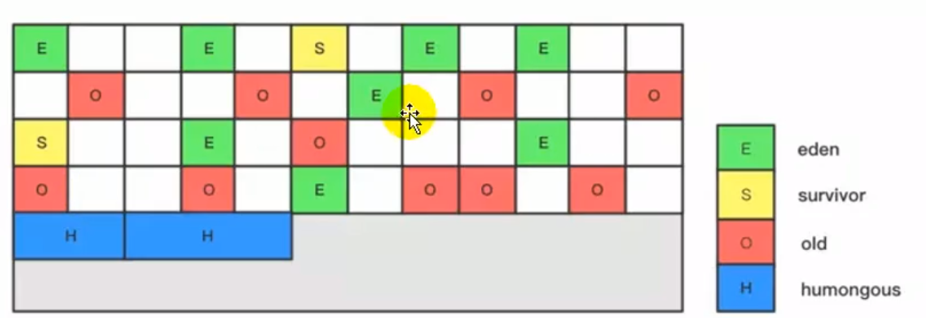 E E S E E
O O E O O
S E O E
O O E O O O
H H
E eden
S survivor
O old
H humongous